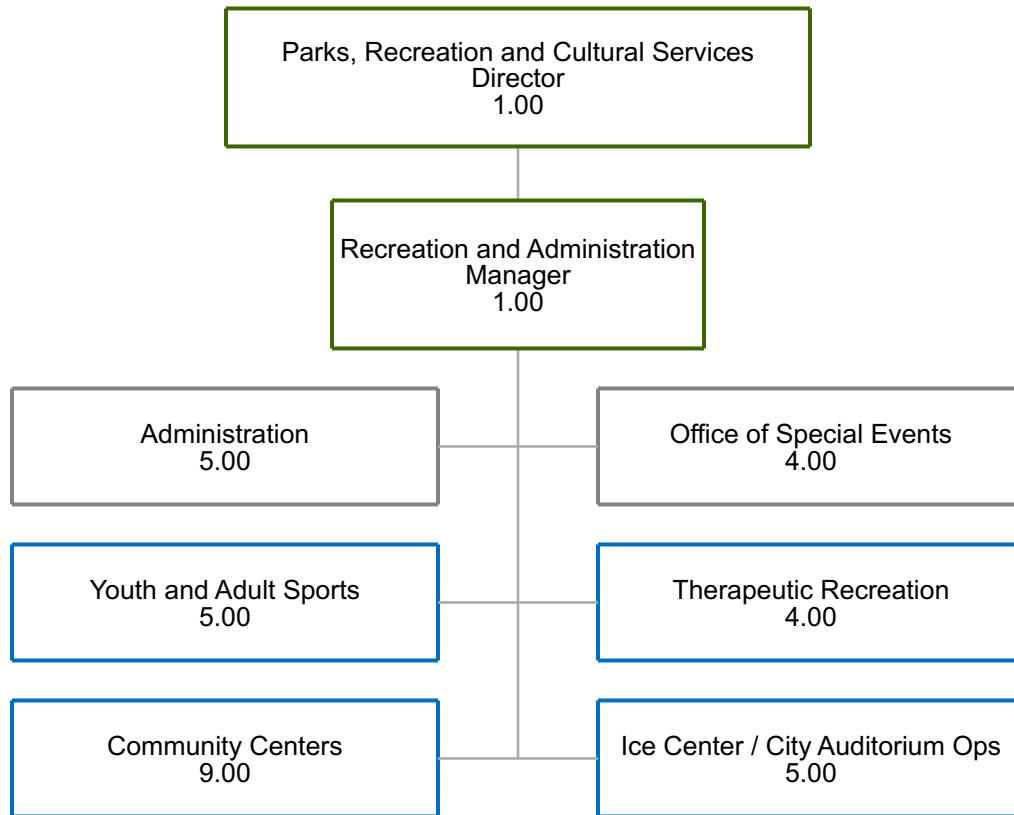 Parks, Recreation and Cultural Services
Director
1.00
Recreation and Administration
Manager
1.00
Administration
5.00
Office of Special Events
4.00
Youth and Adult Sports
5.00
Therapeutic Recreation
4.00
Community Centers
9.00
Ice Center / City Auditorium Ops
5.00